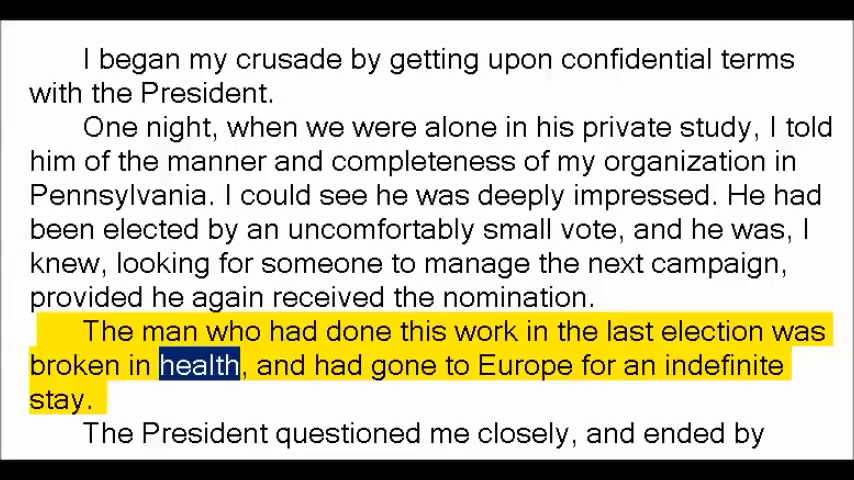 I began my crusade by getting upon confidential terms
with the President.
One night, when we were alone in his private study, I told
him of the manner and completeness of my organization in
Pennsylvania. I could see he was deeply impressed. He had
been elected by an uncomfortably small vote, and he was, I
knew, looking for someone to manage the next campaign,
provided he again received the nomination.
The man who had done this work in the last election was
broken in health, and had gone to Europe for an indefinite
stay.
The President questioned me closely, and ended by